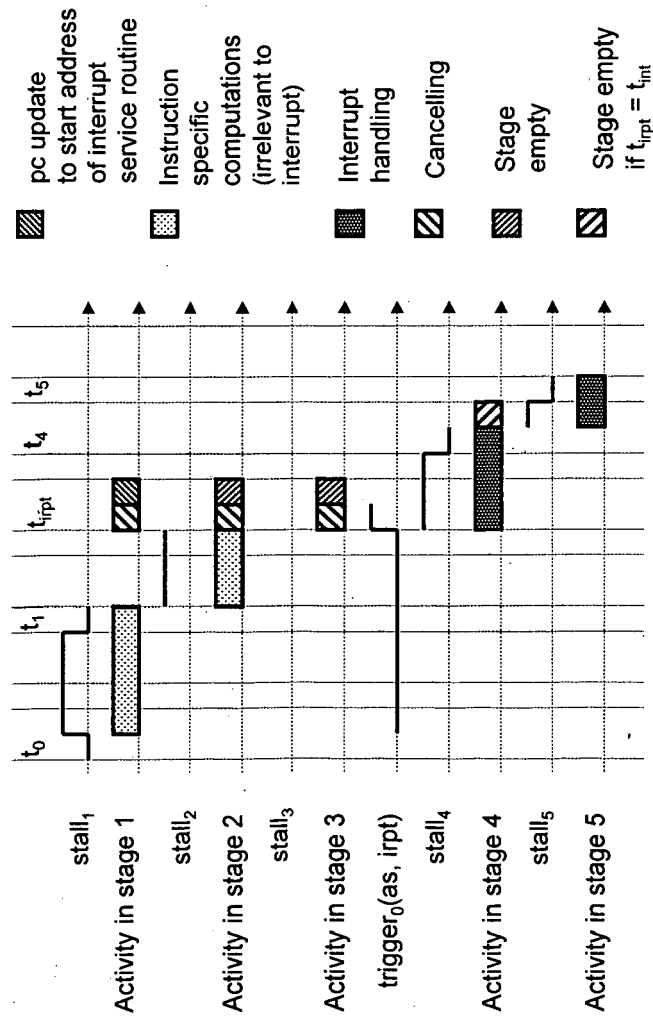 t₀
t₁
tᵢᵣₚₜ
t₄
t₅
stall₁
Activity in stage 1
stall₂
Activity in stage 2
stall₃
Activity in stage 3
trigger₀(as, irpt)
stall₄
Activity in stage 4
stall₅
Activity in stage 5
pc update
to start address
of interrupt
service routine
Instruction
specific
computations
(irrelevant to
interrupt)
Interrupt
handling
Cancelling
Stage
empty
Stage empty
if tᵢᵣₚₜ = tᵢₙₜ